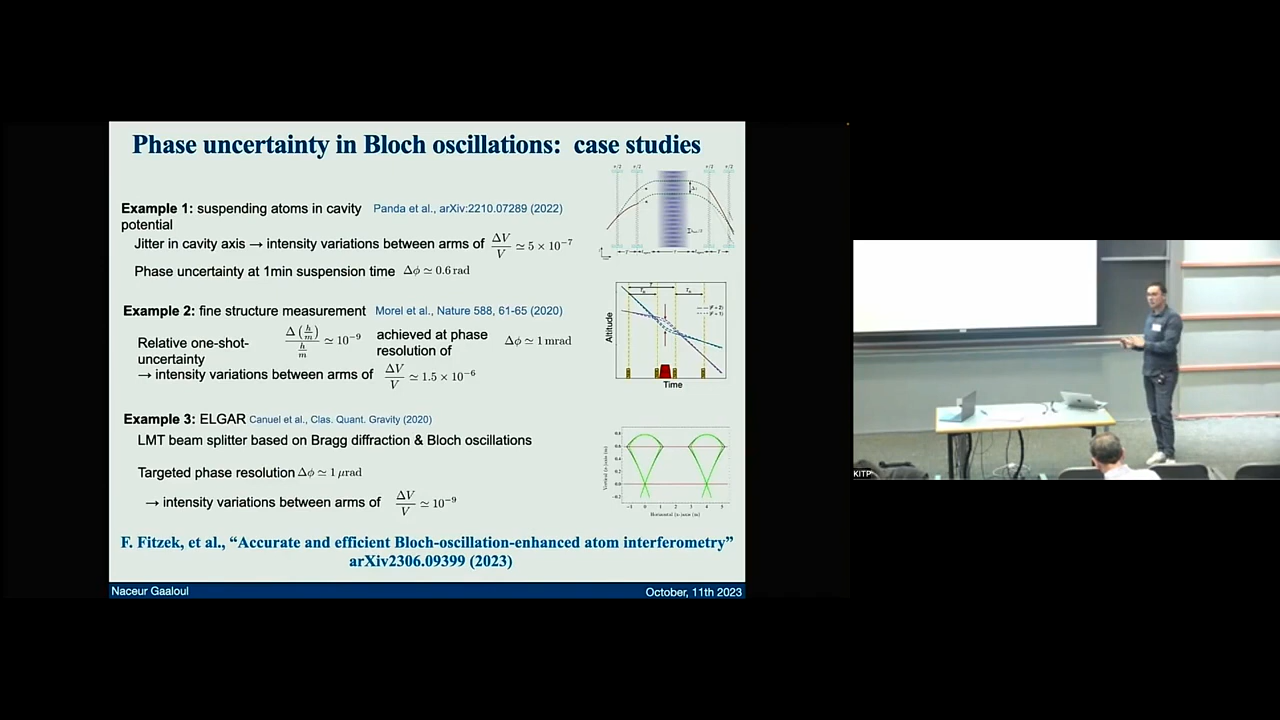 Phase uncertainty in Bloch oscillations: case studies
Example 1: suspending atoms in cavity potential
Panda et al., arXiv:2210.07289 (2022)
Jitter in cavity axis → intensity variations between arms of ΔV/V ≃ 5 × 10⁻⁷
Phase uncertainty at 1min suspension time Δϕ ≃ 0.6 rad
Example 2: fine structure measurement Morel et al., Nature 588, 61-65 (2020)
Relative one-shot-uncertainty Δ(h/m)/(h/m) ≃ 10⁻⁹ achieved at phase resolution of Δϕ ≃ 1 mrad
→ intensity variations between arms of ΔV/V ≃ 1.5 × 10⁻⁶
Altitude
Time
Example 3: ELGAR Canuel et al., Clas. Quant. Gravity (2020)
LMT beam splitter based on Bragg diffraction & Bloch oscillations
Targeted phase resolution Δϕ ≃ 1 μrad
→ intensity variations between arms of ΔV/V ≃ 10⁻⁹
F. Fitzek, et al., “Accurate and efficient Bloch-oscillation-enhanced atom interferometry”
arXiv2306.09399 (2023)
Naceur Gaaloul
October, 11th 2023
KITP